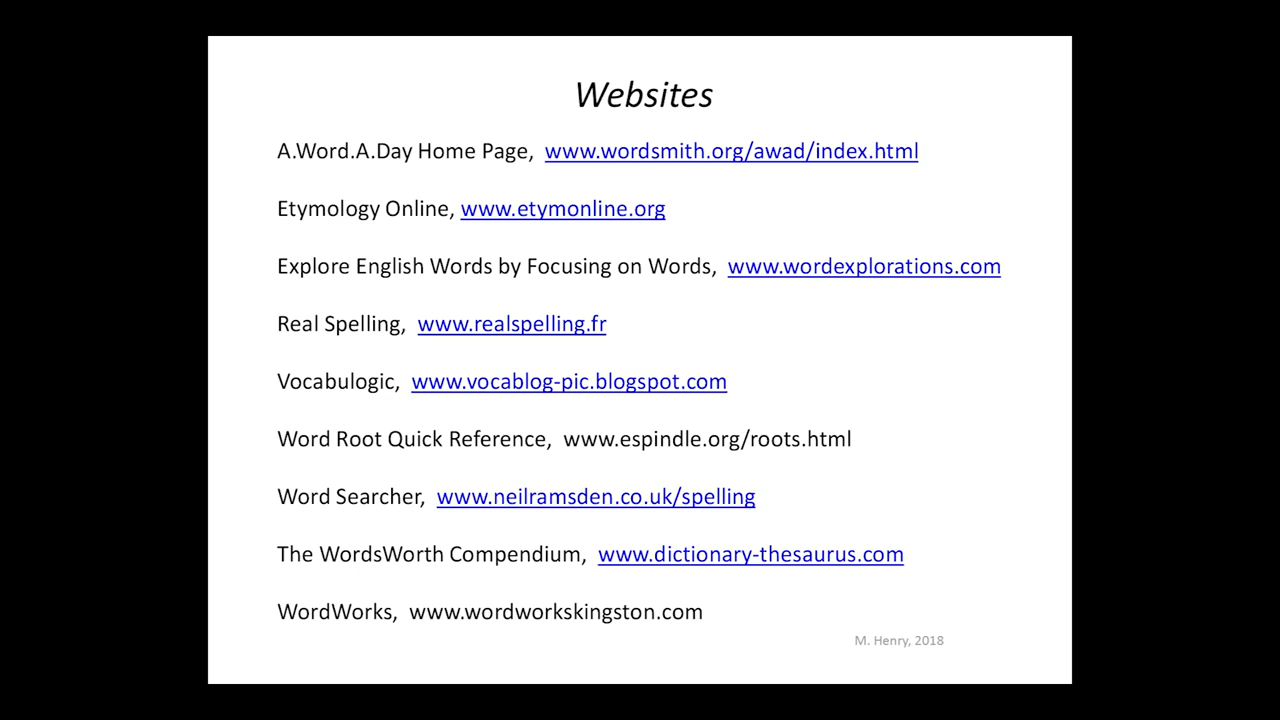 Websites
A.Word.A.Day Home Page, www.wordsmith.org/awad/index.html
Etymology Online, www.etymonline.org
Explore English Words by Focusing on Words, www.wordexplorations.com
Real Spelling, www.realspelling.fr
Vocabulogic, www.vocablog-pic.blogspot.com
Word Root Quick Reference, www.espindle.org/roots.html
Word Searcher, www.neilramsden.co.uk/spelling
The WordsWorth Compendium, www.dictionary-thesaurus.com
WordWorks, www.wordworkskingston.com
M. Henry, 2018